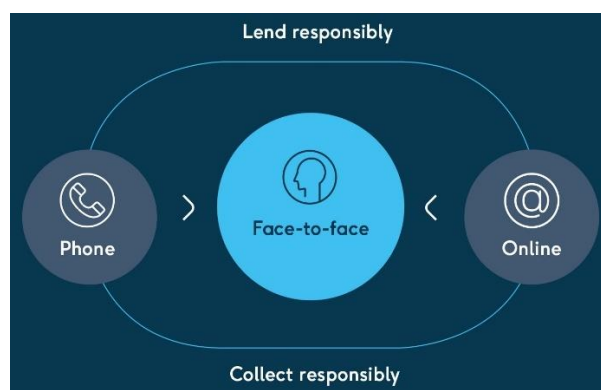 Lend responsibly
Phone
Face-to-face
@
Online
Collect responsibly